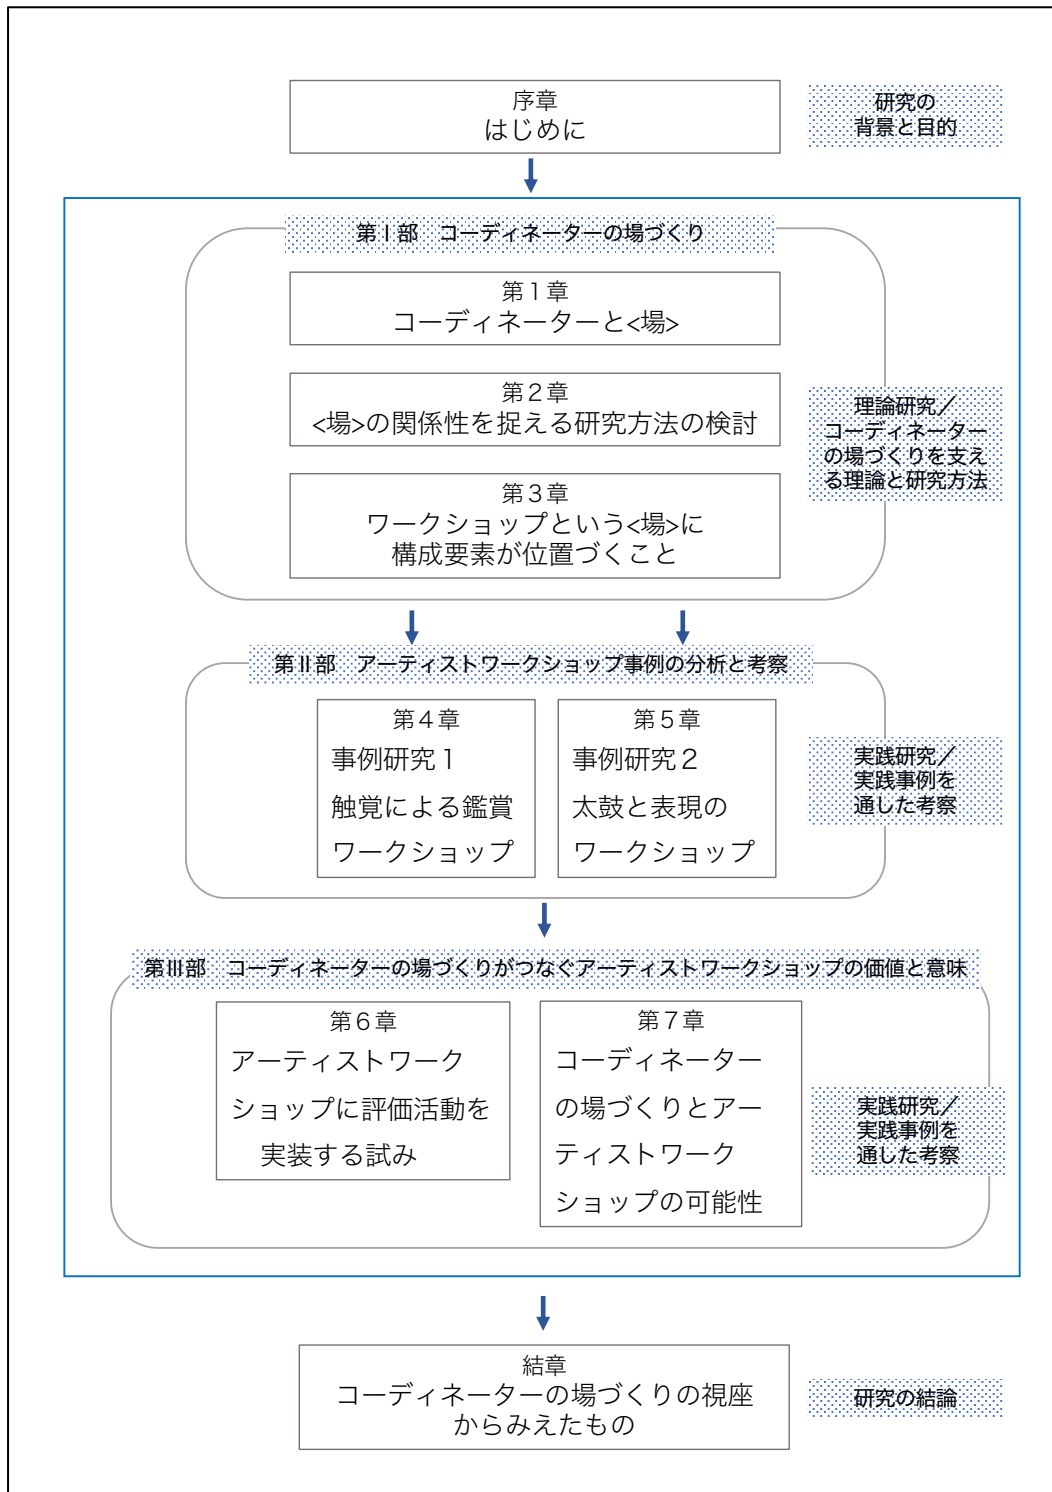 序章
はじめに
研究の
背景と目的
第Ⅰ部　コーディネーターの場づくり
第１章
コーディネーターと<場>
第２章
<場>の関係性を捉える研究方法の検討
第３章
ワークショップという<場>に
構成要素が位置づくこと
理論研究／
コーディネーター
の場づくりを支え
る理論と研究方法
第Ⅱ部　アーティストワークショップ事例の分析と考察
第４章
事例研究１
触覚による鑑賞
ワークショップ
第５章
事例研究２
太鼓と表現の
ワークショップ
実践研究／
実践事例を
通した考察
第Ⅲ部　コーディネーターの場づくりがつなぐアーティストワークショップの価値と意味
第６章
アーティストワーク
ショップに評価活動を
実装する試み
第７章
コーディネーター
の場づくりとアー
ティストワーク
ショップの可能性
実践研究／
実践事例を
通した考察
結章
コーディネーターの場づくりの視座
からみえたもの
研究の結論